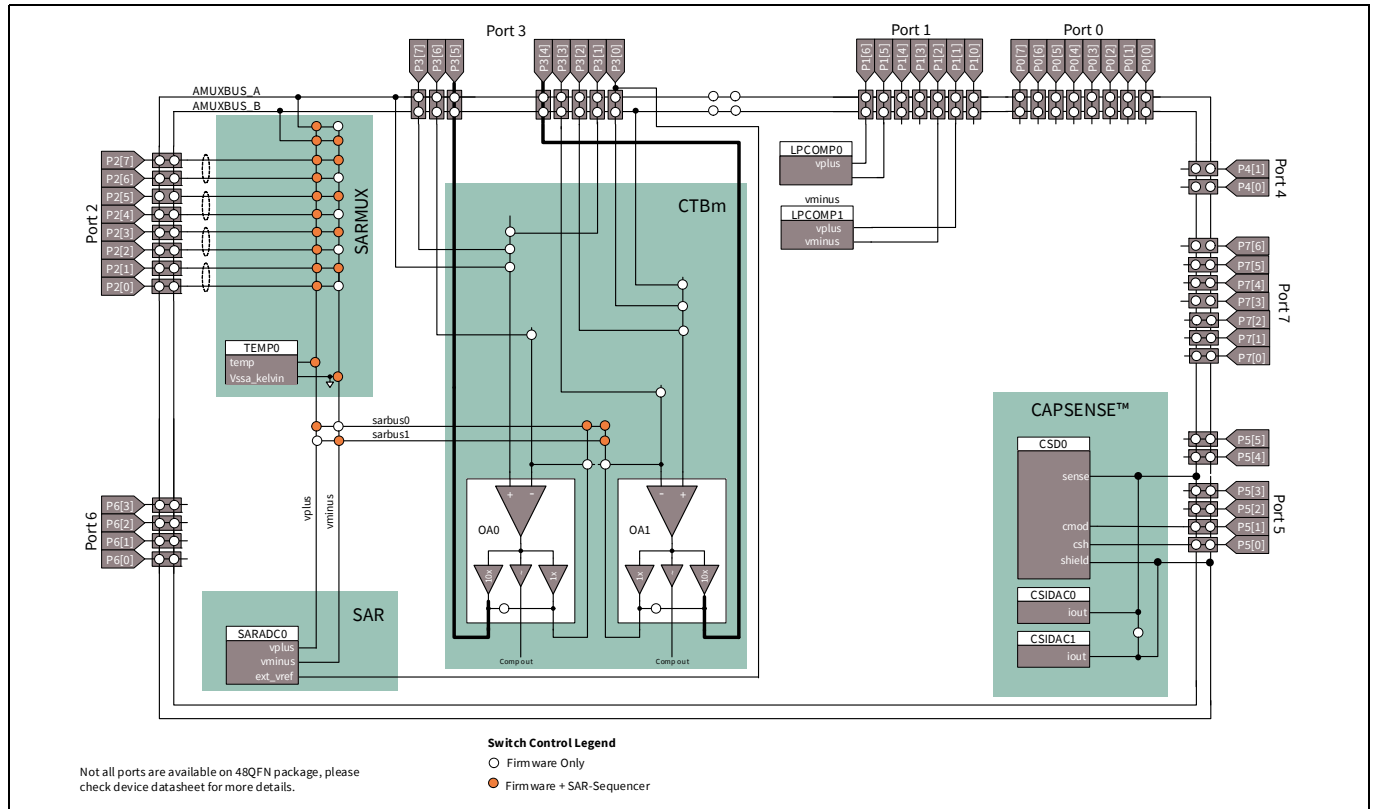 Port 3
Port 1
Port 0
P3[7]
P3[6]
P3[5]
P3[4]
P3[3]
P3[2]
P3[1]
P3[0]
P1[6]
P1[5]
P1[4]
P1[3]
P1[2]
P1[1]
P1[0]
P0[7]
P0[6]
P0[5]
P0[4]
P0[3]
P0[2]
P0[1]
P0[0]
AMUXBUS_A
AMUXBUS_B
Port 2
P2[7]
P2[6]
P2[5]
P2[4]
P2[3]
P2[2]
P2[1]
P2[0]
SARMUX
TEMP0
temp
Vssa_kelvin
sarbus0
sarbus1
vplus
vminus
Port 6
P6[3]
P6[2]
P6[1]
P6[0]
SAR
SARADC0
vplus
vminus
ext_vref
CTBm
+
-
OA0
10x
-
1x
Comp out
-
+
OA1
1x
-
10x
Comp out
LPCOMP0
vplus
vminus
LPCOMP1
vplus
vminus
P4[1]
P4[0]
Port 4
P7[6]
P7[5]
P7[4]
P7[3]
P7[2]
P7[1]
P7[0]
Port 7
CAPSENSE™
CSD0
sense
cmod
csh
shield
CSIDAC0
iout
CSIDAC1
iout
P5[5]
P5[4]
P5[3]
P5[2]
P5[1]
P5[0]
Port 5
Switch Control Legend
Firmware Only
Firmware + SAR-Sequencer
Not all ports are available on 48QFN package, please
check device datasheet for more details.